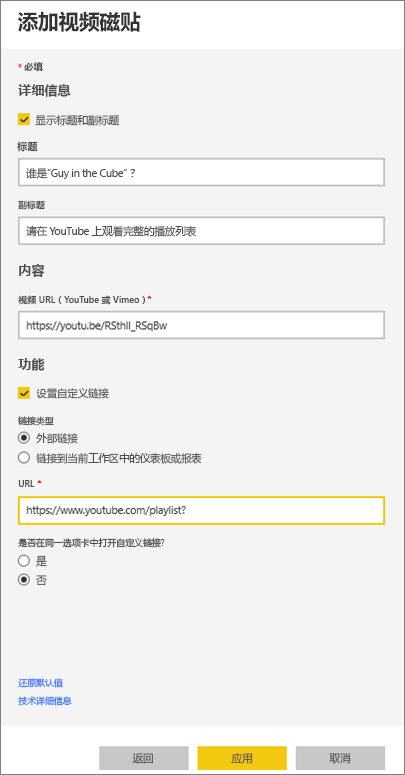 添加视频磁贴
* 必填
详细信息
显示标题和副标题
标题
谁是“Guy in the Cube”？
副标题
请在 YouTube 上观看完整的播放列表
内容
视频 URL（YouTube 或 Vimeo）*
https://youtu.be/RSthlI_RSqBw
功能
设置自定义链接
链接类型
外部链接
链接到当前工作区中的仪表板或报表
URL *
https://www.youtube.com/playlist?
是否在同一选项卡中打开自定义链接?
是
否
还原默认值
技术详细信息
返回
应用
取消